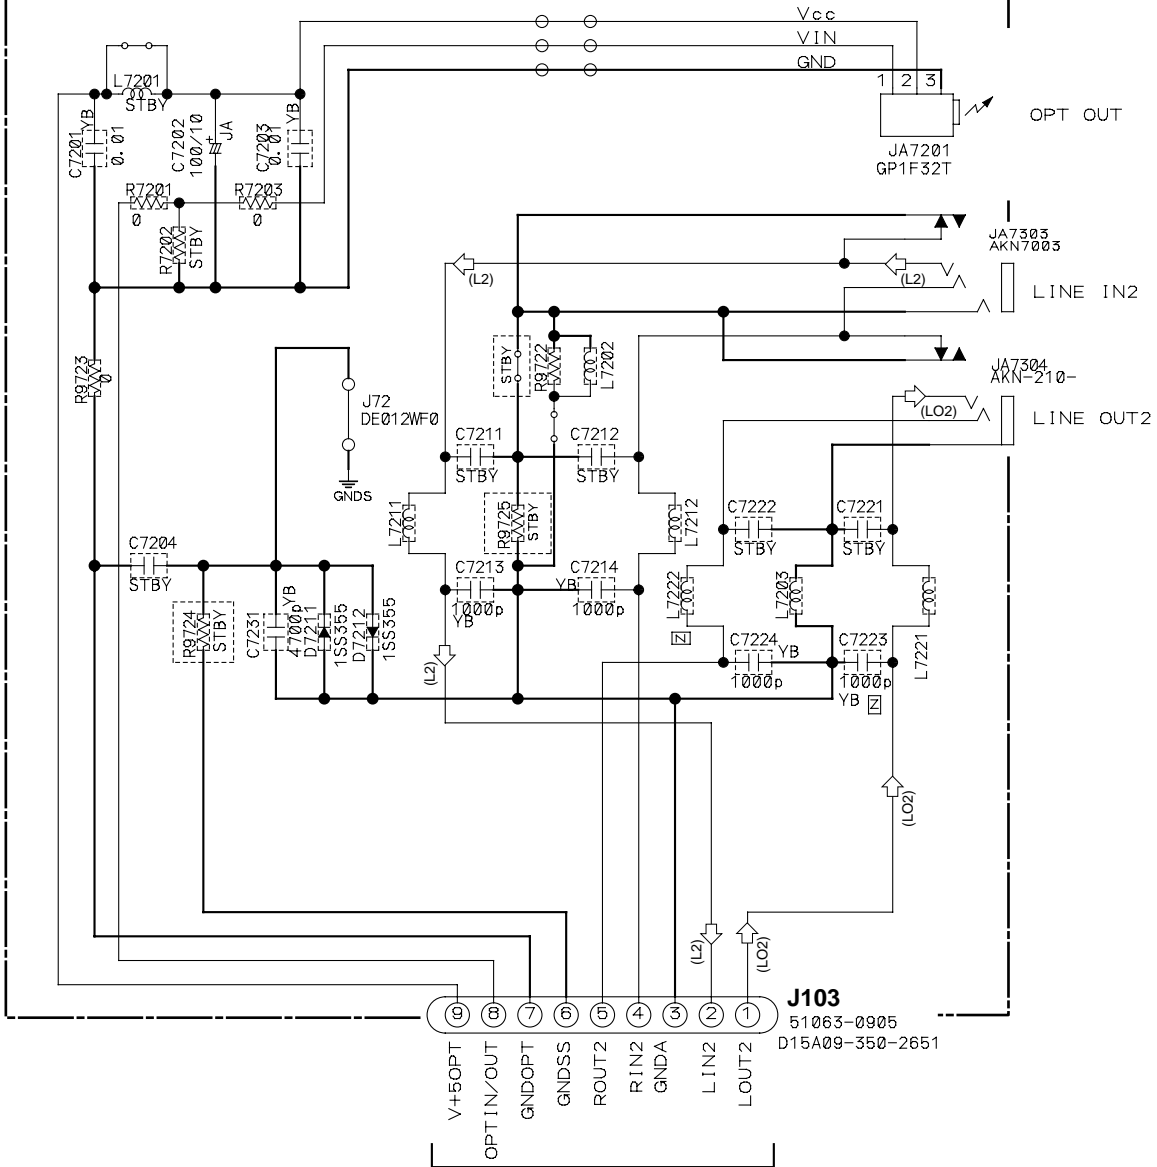 Vcc
VIN
GND
1 2 3
OPT OUT
JA7201
GP1F32T
L7201
STBY
C7201
YB
0.01
C7202
100/10
+
JA
C7203
0.01
YB
R7201
0
R7203
0
R7202
STBY
JA7303
AKN7003
LINE IN2
(L2)
(L2)
STBY
R9722
L7202
JA7304
AKN-210-
(LO2)
LINE OUT2
R9723
0
J72
DE012WF0
GNDS
C7211
STBY
C7212
STBY
L7211
R9725
STBY
L7212
C7222
STBY
C7221
STBY
C7204
STBY
C7213
1000p
YB
C7214
YB
1000p
L7222
Z
L7203
L7221
R9724
STBY
C7231
4700p
YB
D7211
1SS355
D7212
1SS355
C7224
YB
1000p
C7223
1000p
YB Z
(L2)
(LO2)
(L2)
(LO2)
J103
51063-0905
D15A09-350-2651
9 8 7 6 5 4 3 2 1
V+5OPT
OPTIN/OUT
GNDOPT
GNDSS
ROUT2
RIN2
GNDA
LIN2
LOUT2